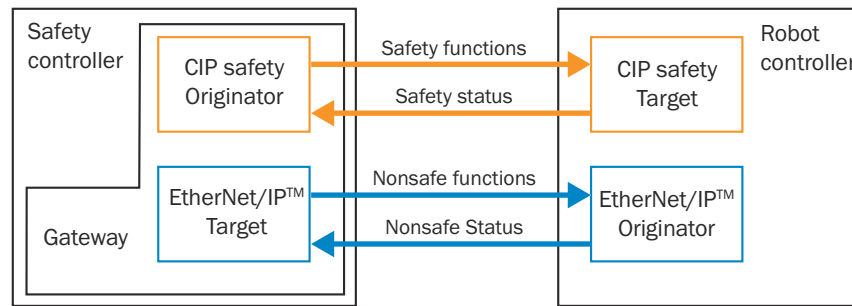 Safety
controller
CIP safety
Originator
Safety functions
Safety status
CIP safety
Target
Robot
controller
Gateway
EtherNet/IP™
Target
Nonsafe functions
Nonsafe Status
EtherNet/IP™
Originator